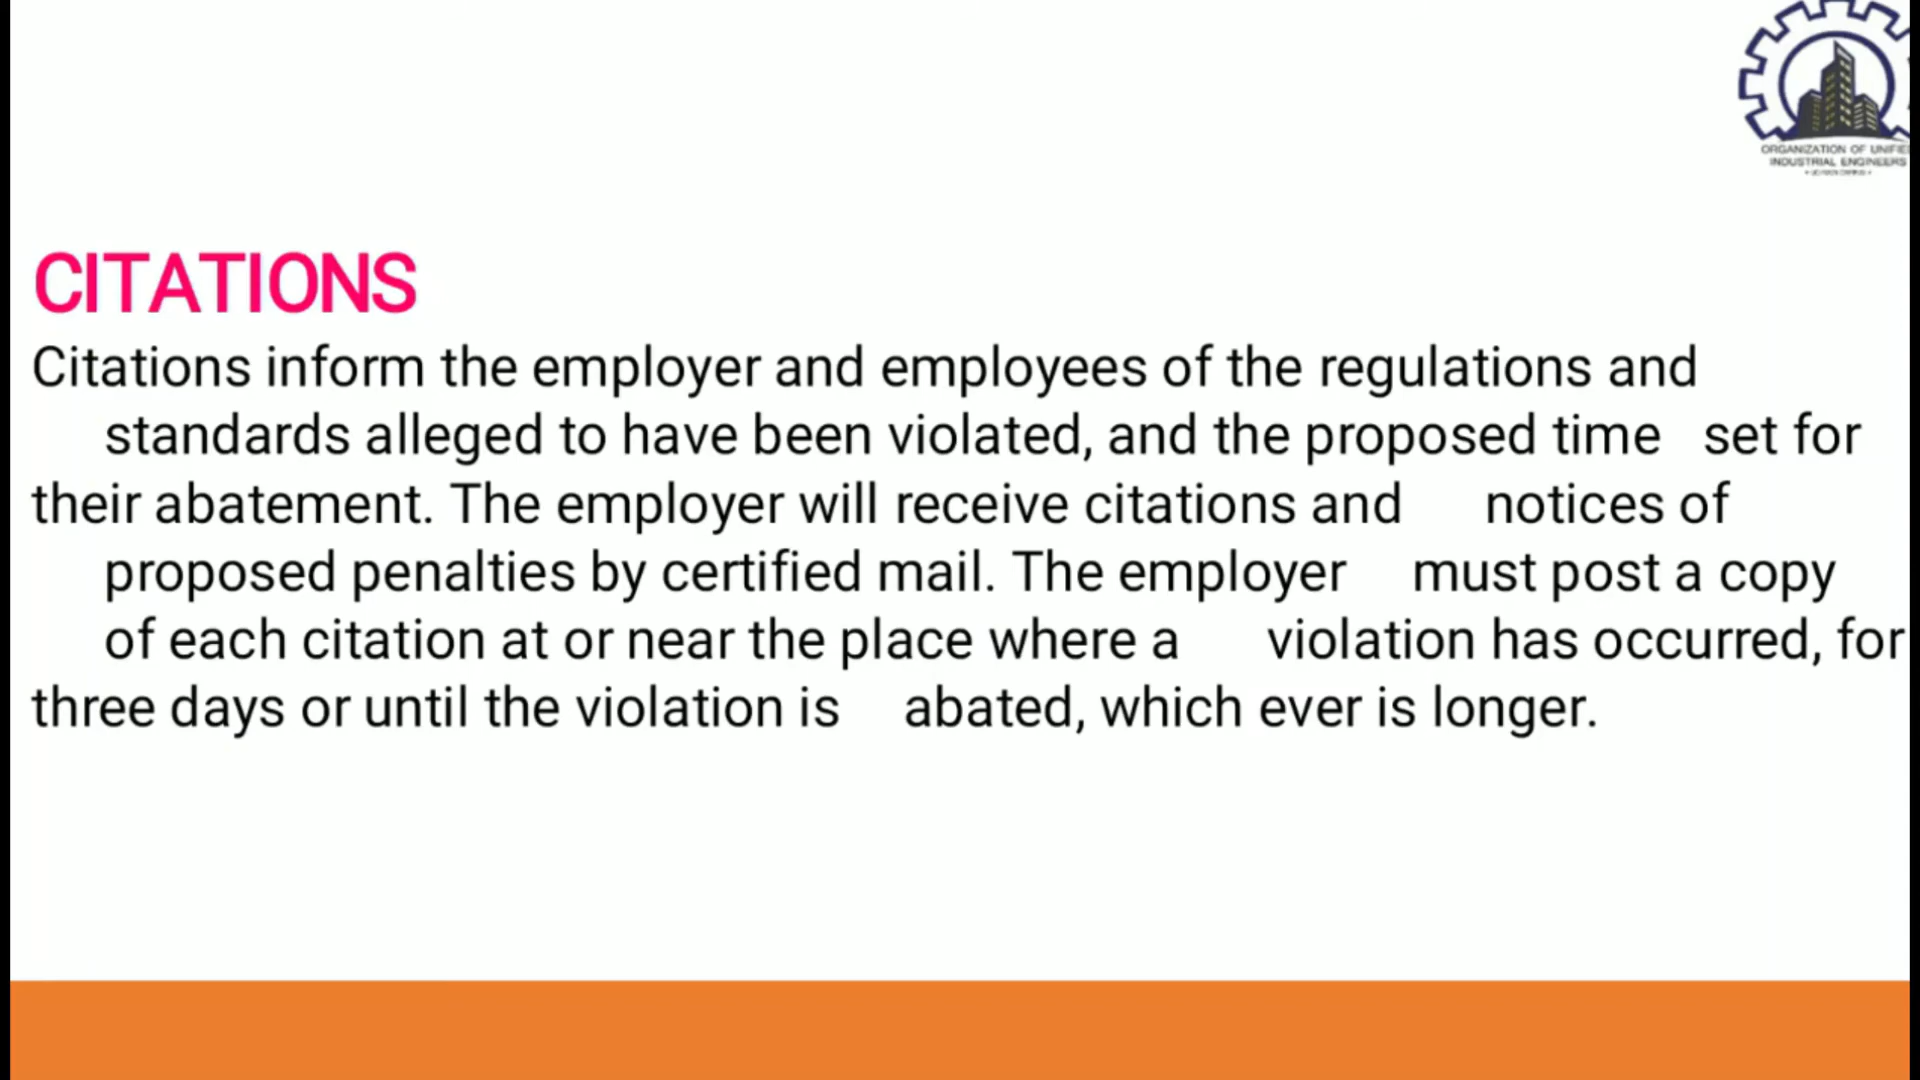 ORGANIZATION OF UNIFIE
INDUSTRIAL ENGINEERS
CITATIONS
Citations inform the employer and employees of the regulations and
standards alleged to have been violated, and the proposed time set for
their abatement. The employer will receive citations and notices of
proposed penalties by certified mail. The employer must post a copy
of each citation at or near the place where a violation has occurred, for
three days or until the violation is abated, which ever is longer.